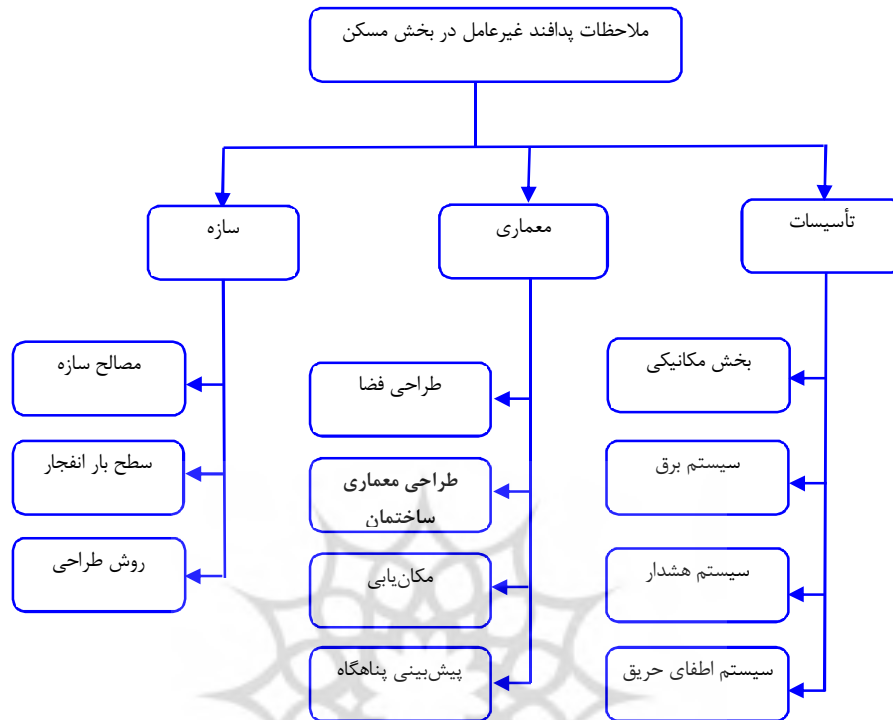 ملاحظات پدافند غیرعامل در بخش مسکن
تأسیسات
معماری
سازه
بخش مکانیکی
سیستم برق
سیستم هشدار
سیستم اطفای حریق
طراحی فضا
طراحی معماری
ساختمان
مکان‌یابی
پیش‌بینی پناهگاه
مصالح سازه
سطح بار انفجار
روش طراحی